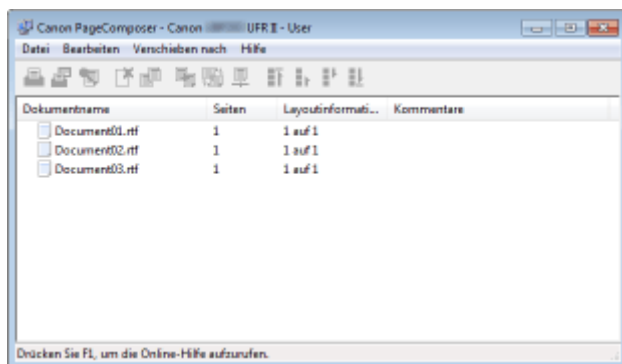 Canon PageComposer - Canon UFR II - User
Datei Bearbeiten Verschieben nach Hilfe
Dokumentname Seiten Layoutinformati... Kommentare
Document01.rtf 1 1 auf 1
Document02.rtf 1 1 auf 1
Document03.rtf 1 1 auf 1
Drücken Sie F1, um die Online-Hilfe aufzurufen.